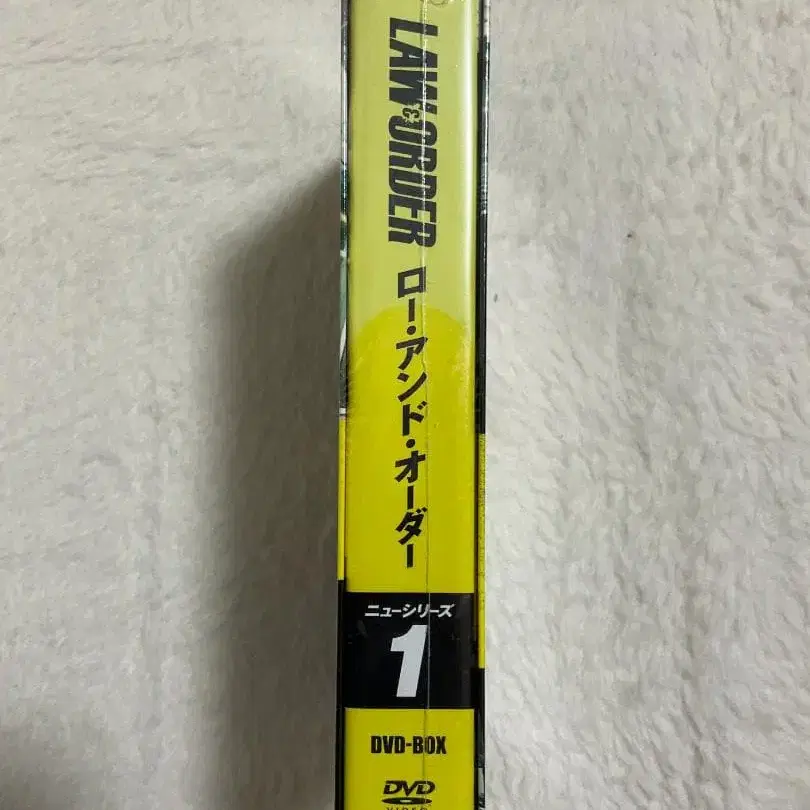 LAW & ORDER
ロー・アンド・オーダー
ニューシリーズ
1
DVD-BOX
DVD
VIDEO